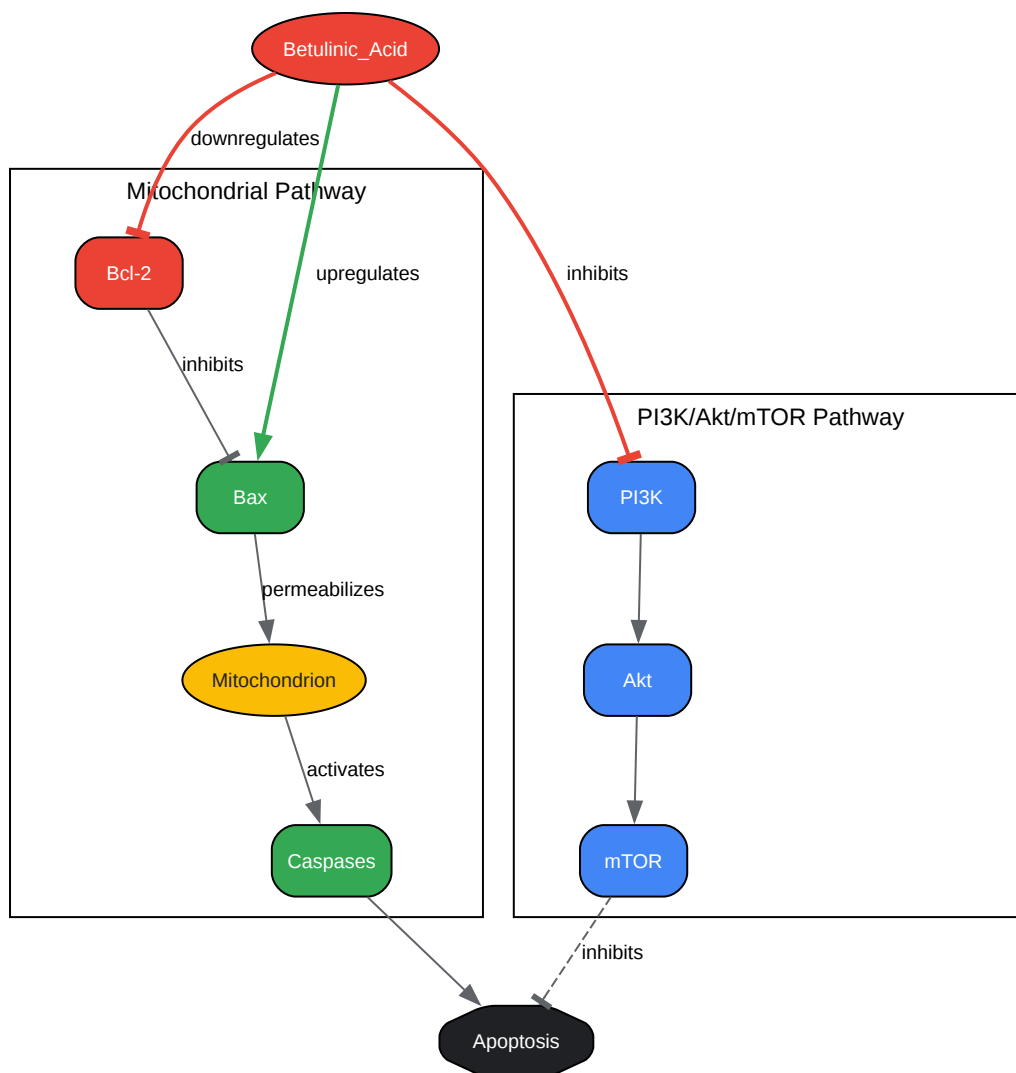 Betulinic_Acid
downregulates
Mitochondrial Pathway
Bcl-2
upregulates
inhibits
inhibits
PI3K/Akt/mTOR Pathway
Bax
PI3K
permeabilizes
Mitochondrion
Akt
activates
Caspases
mTOR
inhibits
Apoptosis